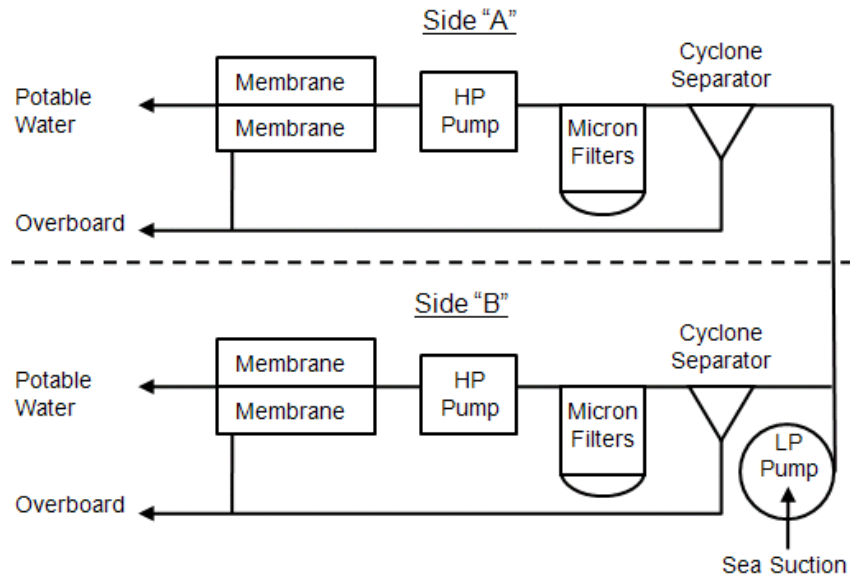 Side “A”
Cyclone
Separator
Membrane
Membrane
HP
Pump
Micron
Filters
Potable
Water
Overboard
Side “B”
Cyclone
Separator
Membrane
Membrane
HP
Pump
Micron
Filters
Potable
Water
Overboard
LP
Pump
Sea Suction